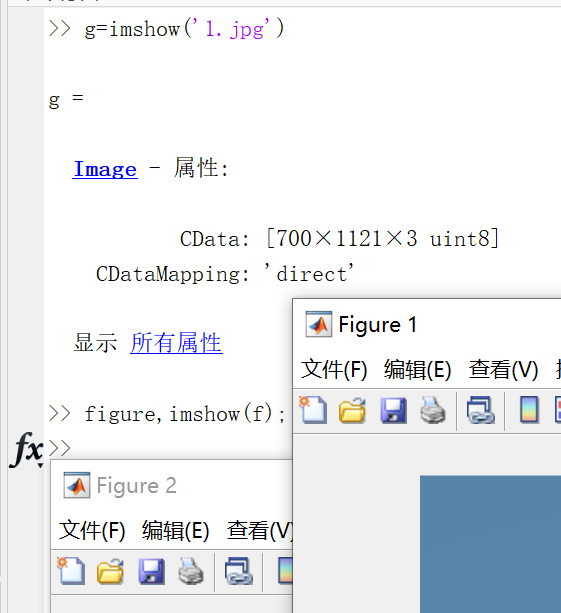 >> g=imshow('1.jpg')
g =
Image - 属性:
CData: [700×1121×3 uint8]
CDataMapping: 'direct'
显示 所有属性
>> figure,imshow(f);
fx >>
Figure 1
文件(F) 编辑(E) 查看(V)
Figure 2
文件(F) 编辑(E) 查看(V)